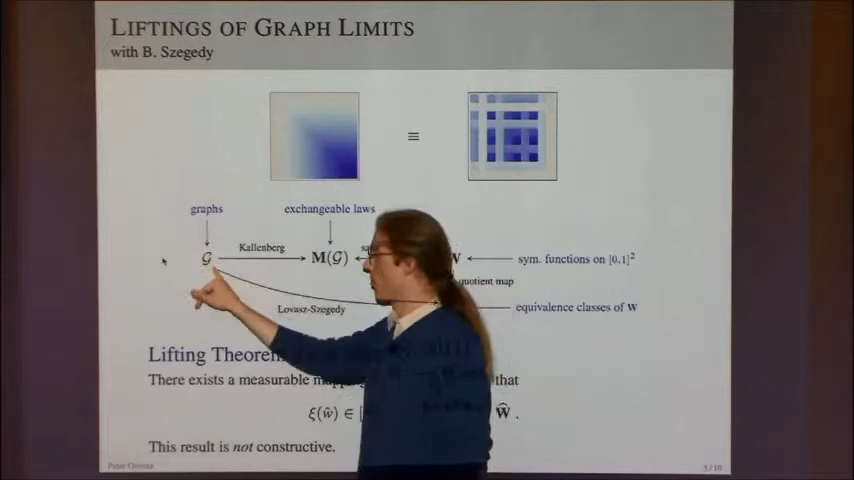 LIFTINGS OF GRAPH LIMITS
with B. Szegedy
≡
graphs
exchangeable laws
Kallenberg
𝒢 M(𝒢) W sym. functions on [0.1]²
quotient map
Lovasz-Szegedy
equivalence classes of W
Lifting Theorem
There exists a measurable that
ξ(ŵ) ∈ [ Ŵ .
This result is not constructive.
Peter Orbanz 5 / 10